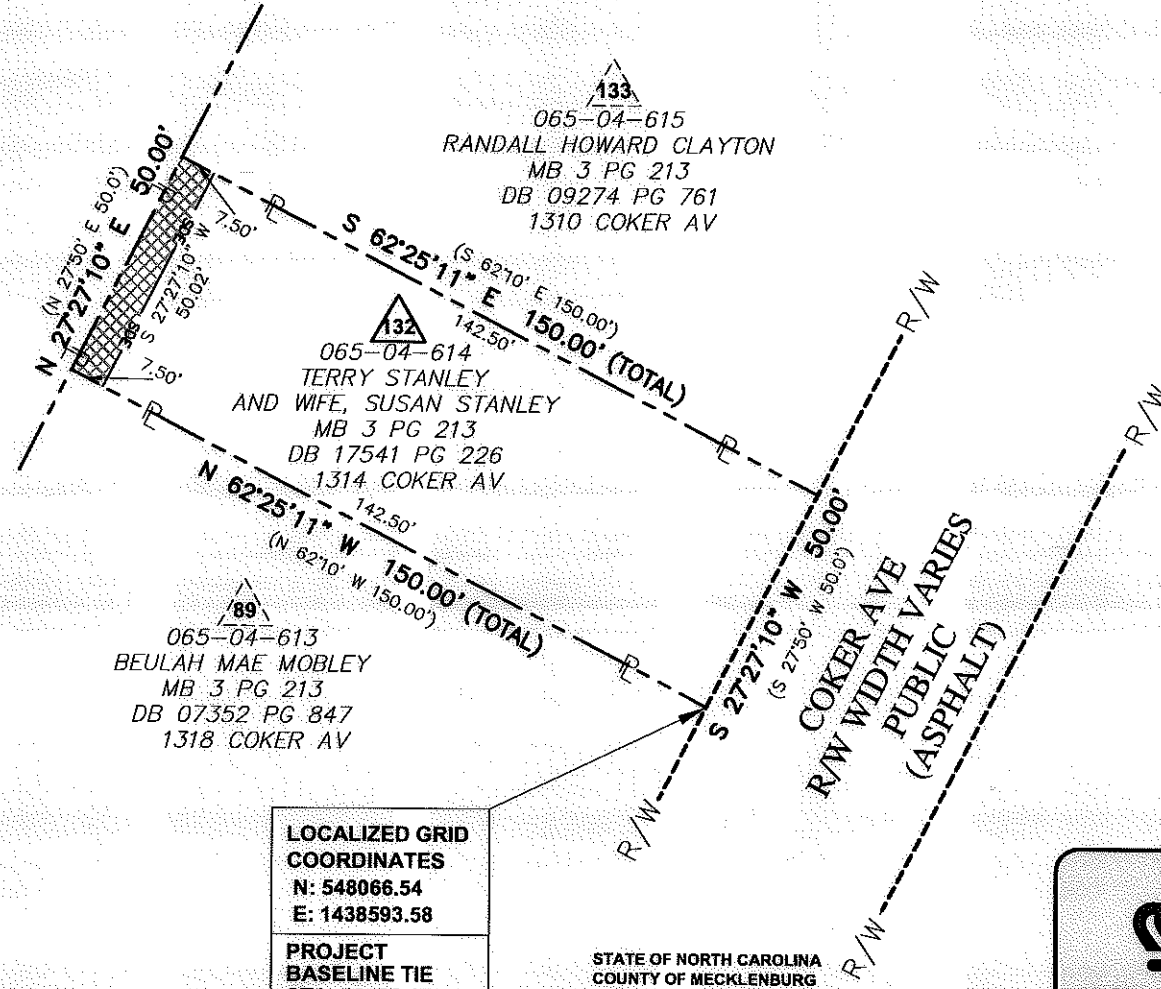 133
065-04-615
RANDALL HOWARD CLAYTON
MB 3 PG 213
DB 09274 PG 761
1310 COKER AV
N 27°27'10" E 50.00'
(N 27°50' E 50.0')
7.50'
S 27°27'10" W
50.02'
7.50'
PL
S 62°25'11" E 150.00' (TOTAL)
(S 62°10' E 150.00')
142.50'
PL
132
065-04-614
TERRY STANLEY
AND WIFE, SUSAN STANLEY
MB 3 PG 213
DB 17541 PG 226
1314 COKER AV
PL
N 62°25'11" W 150.00' (TOTAL)
142.50'
(N 62°10' W 150.00')
PL
89
065-04-613
BEULAH MAE MOBLEY
MB 3 PG 213
DB 07352 PG 847
1318 COKER AV
R/W
R/W
S 27°27'10" W 50.00'
(S 27°50' W 50.0')
COKER AVE
R/W WIDTH VARIES
PUBLIC
(ASPHALT)
R/W
R/W
LOCALIZED GRID
COORDINATES
N: 548066.54
E: 1438593.58
PROJECT
BASELINE TIE
STATE OF NORTH CAROLINA
COUNTY OF MECKLENBURG